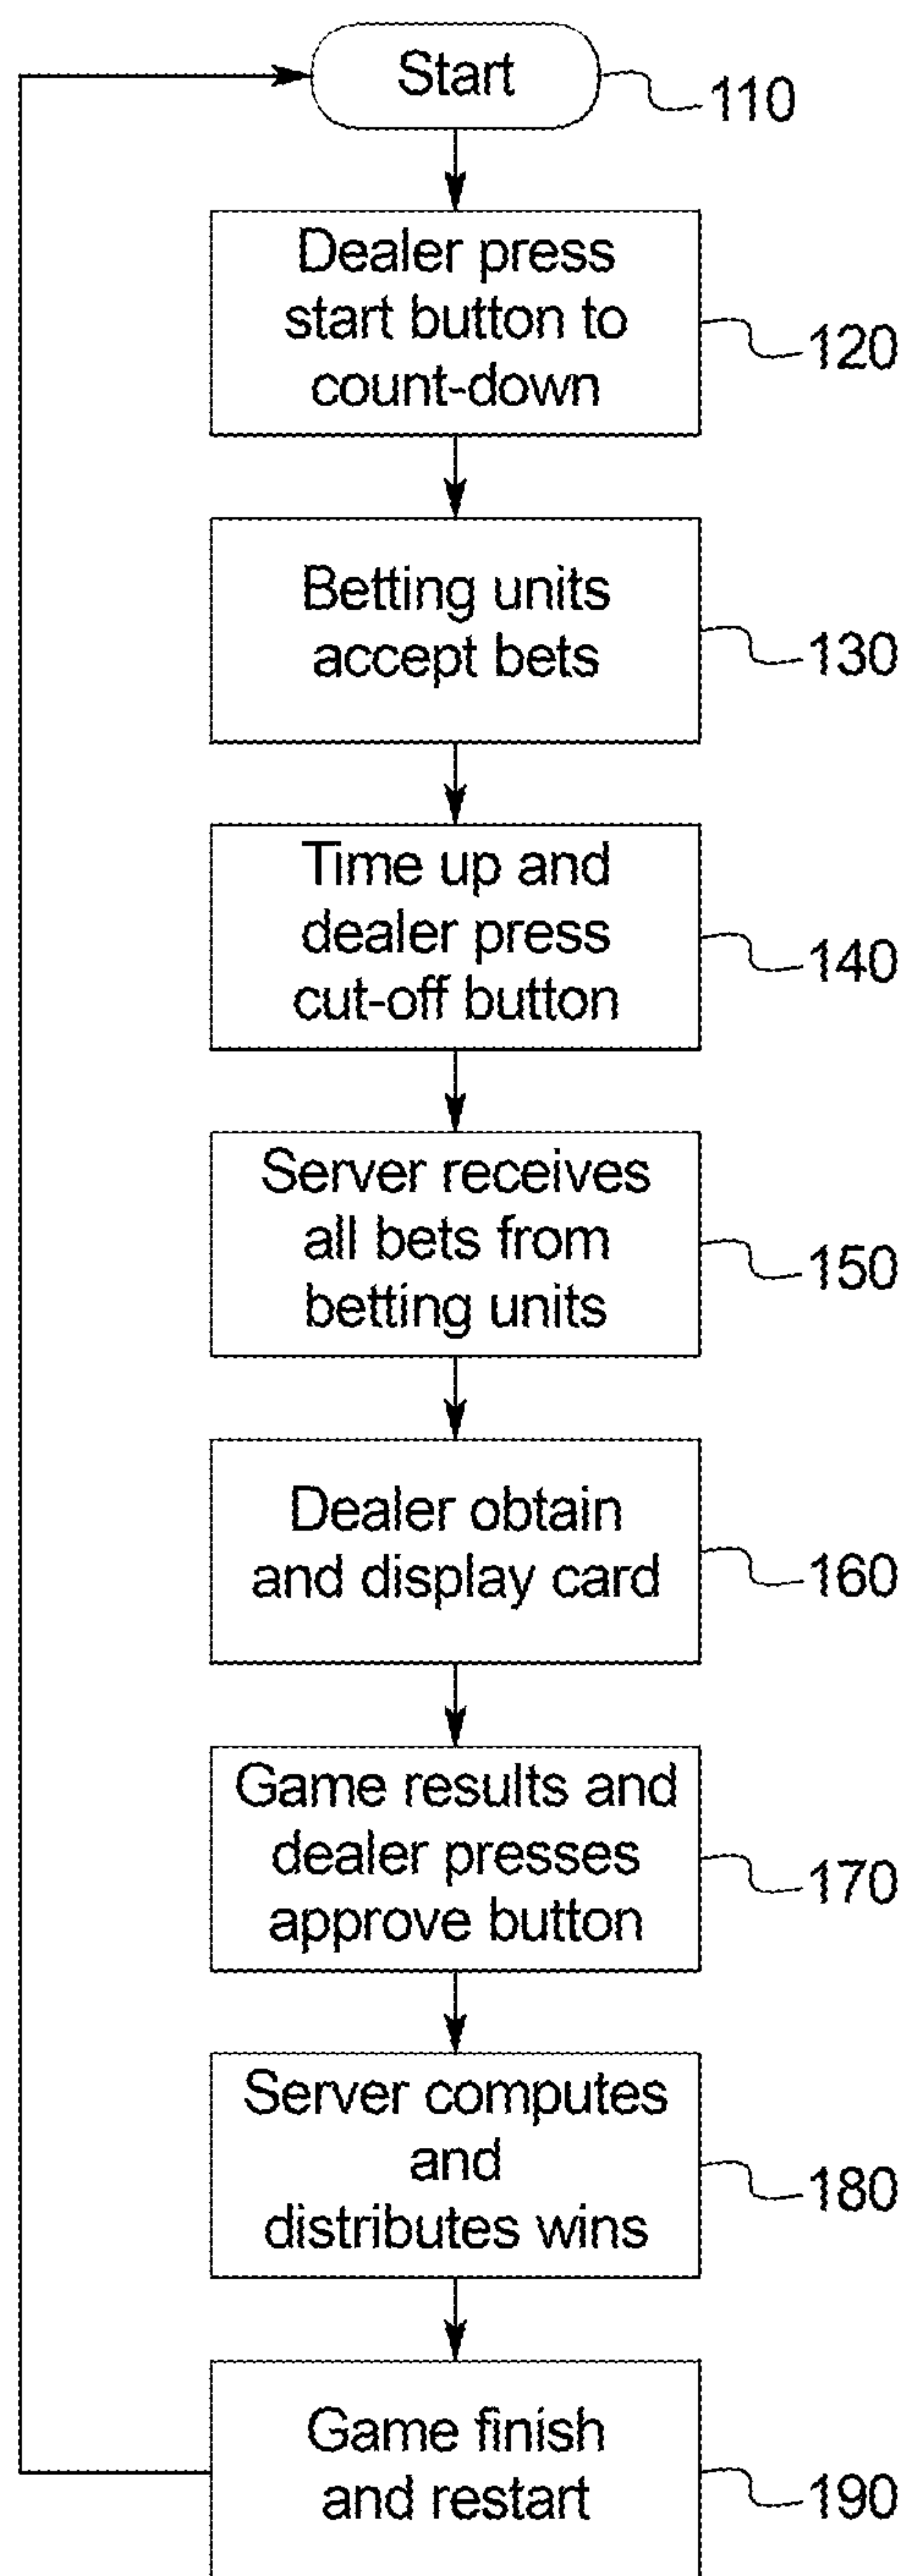 Start
110
Dealer press
start button to
count-down
120
Betting units
accept bets
130
Time up and
dealer press
cut-off button
140
Server receives
all bets from
betting units
150
Dealer obtain
and display card
160
Game results and
dealer presses
approve button
170
Server computes
and
distributes wins
180
Game finish
and restart
190